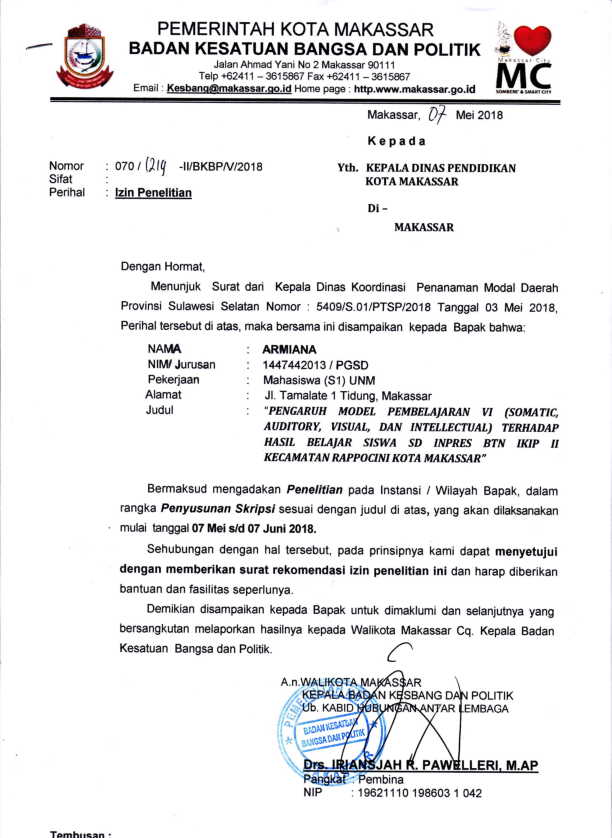 PEMERINTAH KOTA MAKASSAR
BADAN KESATUAN BANGSA DAN POLITIK
Jalan Ahmad Yani No 2 Makassar 90111
Telp +62411 – 3615867 Fax +62411 – 3615867
Email : Kesbang@makassar.go.id Home page : http.www.makassar.go.id
Makassar City
MC
SOMBERE' & SMART CITY
Makassar, 07 Mei 2018
Kepada
Nomor : 070 / 1214 -II/BKBP/V/2018
Sifat :
Perihal : Izin Penelitian
Yth. KEPALA DINAS PENDIDIKAN
KOTA MAKASSAR
Di –
MAKASSAR
Dengan Hormat,
Menunjuk Surat dari Kepala Dinas Koordinasi Penanaman Modal Daerah
Provinsi Sulawesi Selatan Nomor : 5409/S.01/PTSP/2018 Tanggal 03 Mei 2018,
Perihal tersebut di atas, maka bersama ini disampaikan kepada Bapak bahwa:
NAMA : ARMIANA
NIM/ Jurusan : 1447442013 / PGSD
Pekerjaan : Mahasiswa (S1) UNM
Alamat : Jl. Tamalate 1 Tidung, Makassar
Judul : "PENGARUH MODEL PEMBELAJARAN VI (SOMATIC,
AUDITORY, VISUAL, DAN INTELLECTUAL) TERHADAP
HASIL BELAJAR SISWA SD INPRES BTN IKIP II
KECAMATAN RAPPOCINI KOTA MAKASSAR"
Bermaksud mengadakan Penelitian pada Instansi / Wilayah Bapak, dalam
rangka Penyusunan Skripsi sesuai dengan judul di atas, yang akan dilaksanakan
mulai tanggal 07 Mei s/d 07 Juni 2018.
Sehubungan dengan hal tersebut, pada prinsipnya kami dapat menyetujui
dengan memberikan surat rekomendasi izin penelitian ini dan harap diberikan
bantuan dan fasilitas seperlunya.
Demikian disampaikan kepada Bapak untuk dimaklumi dan selanjutnya yang
bersangkutan melaporkan hasilnya kepada Walikota Makassar Cq. Kepala Badan
Kesatuan Bangsa dan Politik.
A.n.WALIKOTA MAKASSAR
KEPALA BADAN KESBANG DAN POLITIK
Ub. KABID HUBUNGAN ANTAR LEMBAGA
BADAN KESATUAN
BANGSA DAN POLITIK
Drs. IRIANSJAH R. PAWELLERI, M.AP
Pangkat : Pembina
NIP : 19621110 198603 1 042
Tembusan :